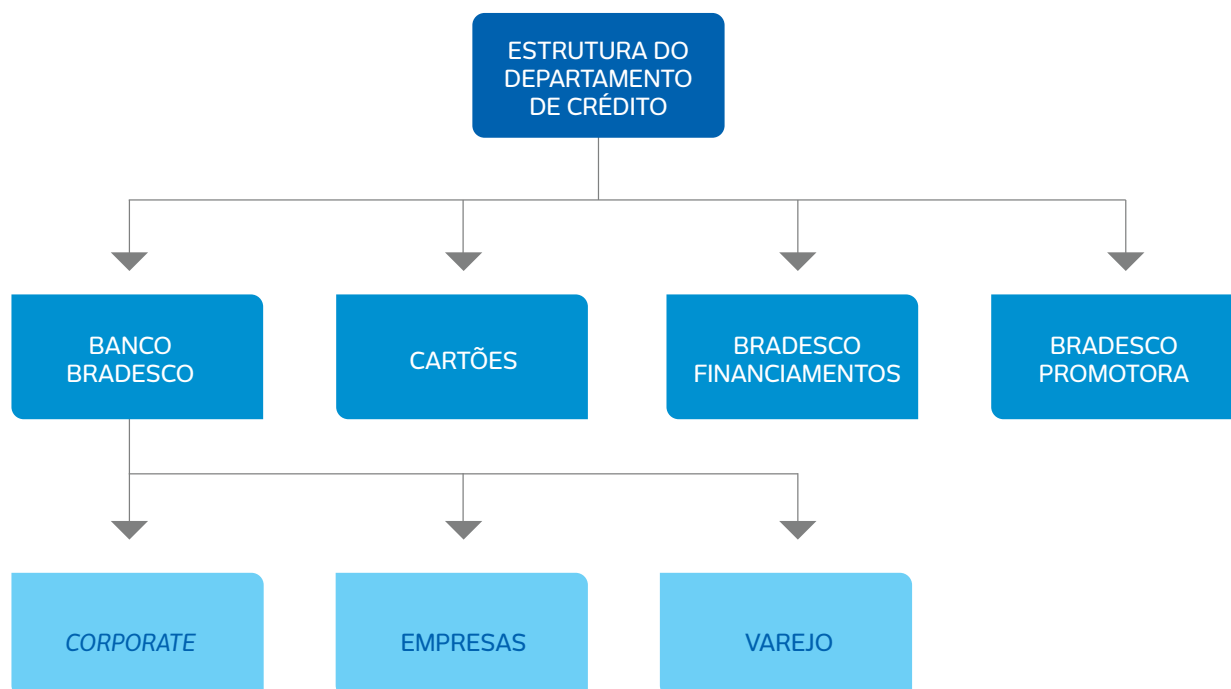 ESTRUTURA DO
DEPARTAMENTO
DE CRÉDITO
BANCO
BRADESCO
CARTÕES
BRADESCO
FINANCIAMENTOS
BRADESCO
PROMOTORA
CORPORATE
EMPRESAS
VAREJO